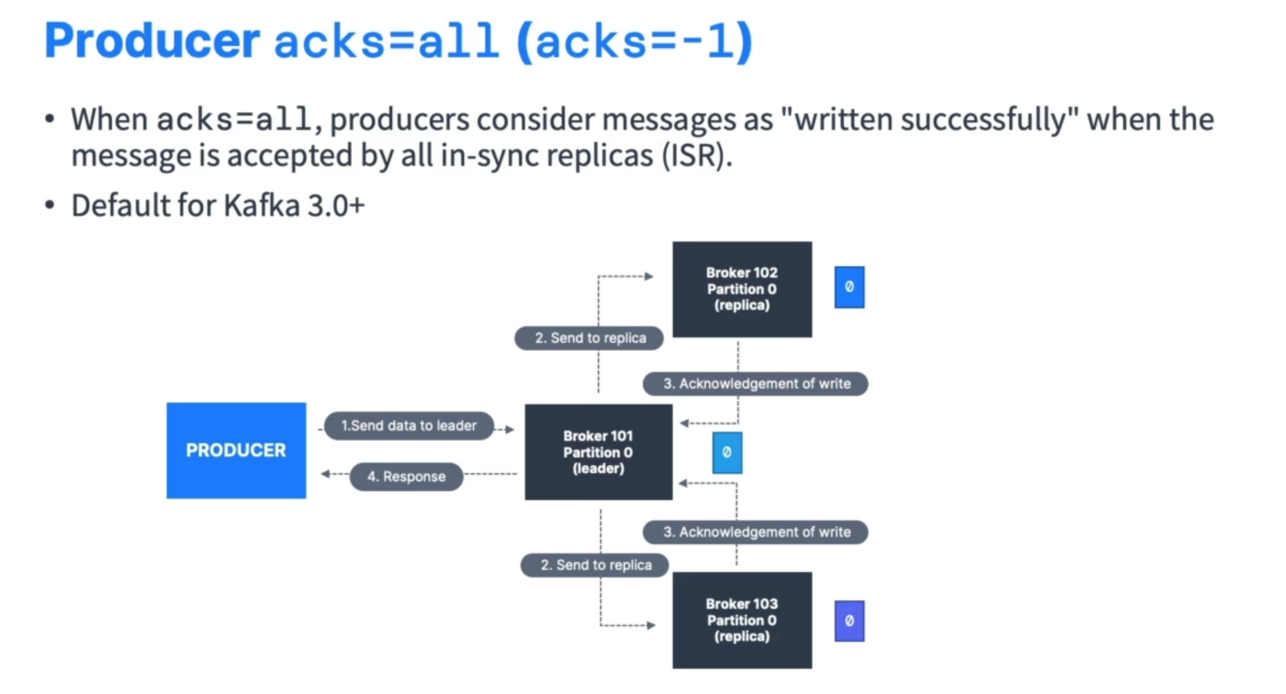 Producer acks=all (acks=-1)
• When acks=all, producers consider messages as "written successfully" when the
message is accepted by all in-sync replicas (ISR).
• Default for Kafka 3.0+
Broker 102
Partition 0
(replica)
0
2. Send to replica
3. Acknowledgement of write
PRODUCER
1.Send data to leader
4. Response
Broker 101
Partition 0
(leader)
0
3. Acknowledgement of write
2. Send to replica
Broker 103
Partition 0
(replica)
0